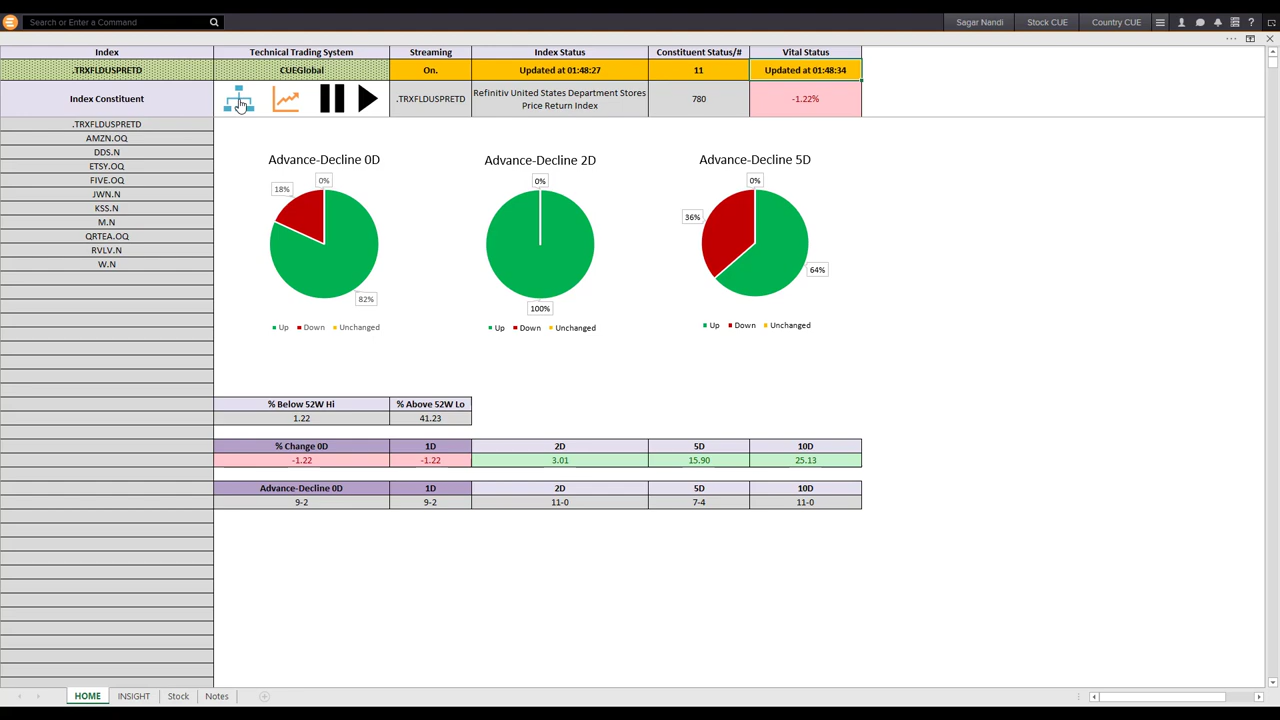 Search or Enter a Command
Sagar Nandi Stock CUE Country CUE
Index Technical Trading System Streaming Index Status Constituent Status/# Vital Status
.TRXFLDUSPRETD CUEGlobal On. Updated at 01:48:27 11 Updated at 01:48:34
Index Constituent .TRXFLDUSPRETD Refinitiv United States Department Stores 780 -1.22%
Price Return Index
.TRXFLDUSPRETD
AMZN.OQ
DDS.N
ETSY.OQ
FIVE.OQ
JWN.N
KSS.N
M.N
QRTEA.OQ
RVLV.N
W.N
Advance-Decline 0D
0%
18%
82%
Up Down Unchanged
Advance-Decline 2D
0%
100%
Up Down Unchanged
Advance-Decline 5D
0%
36%
64%
Up Down Unchanged
% Below 52W Hi % Above 52W Lo
1.22 41.23
% Change 0D 1D 2D 5D 10D
-1.22 -1.22 3.01 15.90 25.13
Advance-Decline 0D 1D 2D 5D 10D
9-2 9-2 11-0 7-4 11-0
HOME INSIGHT Stock Notes